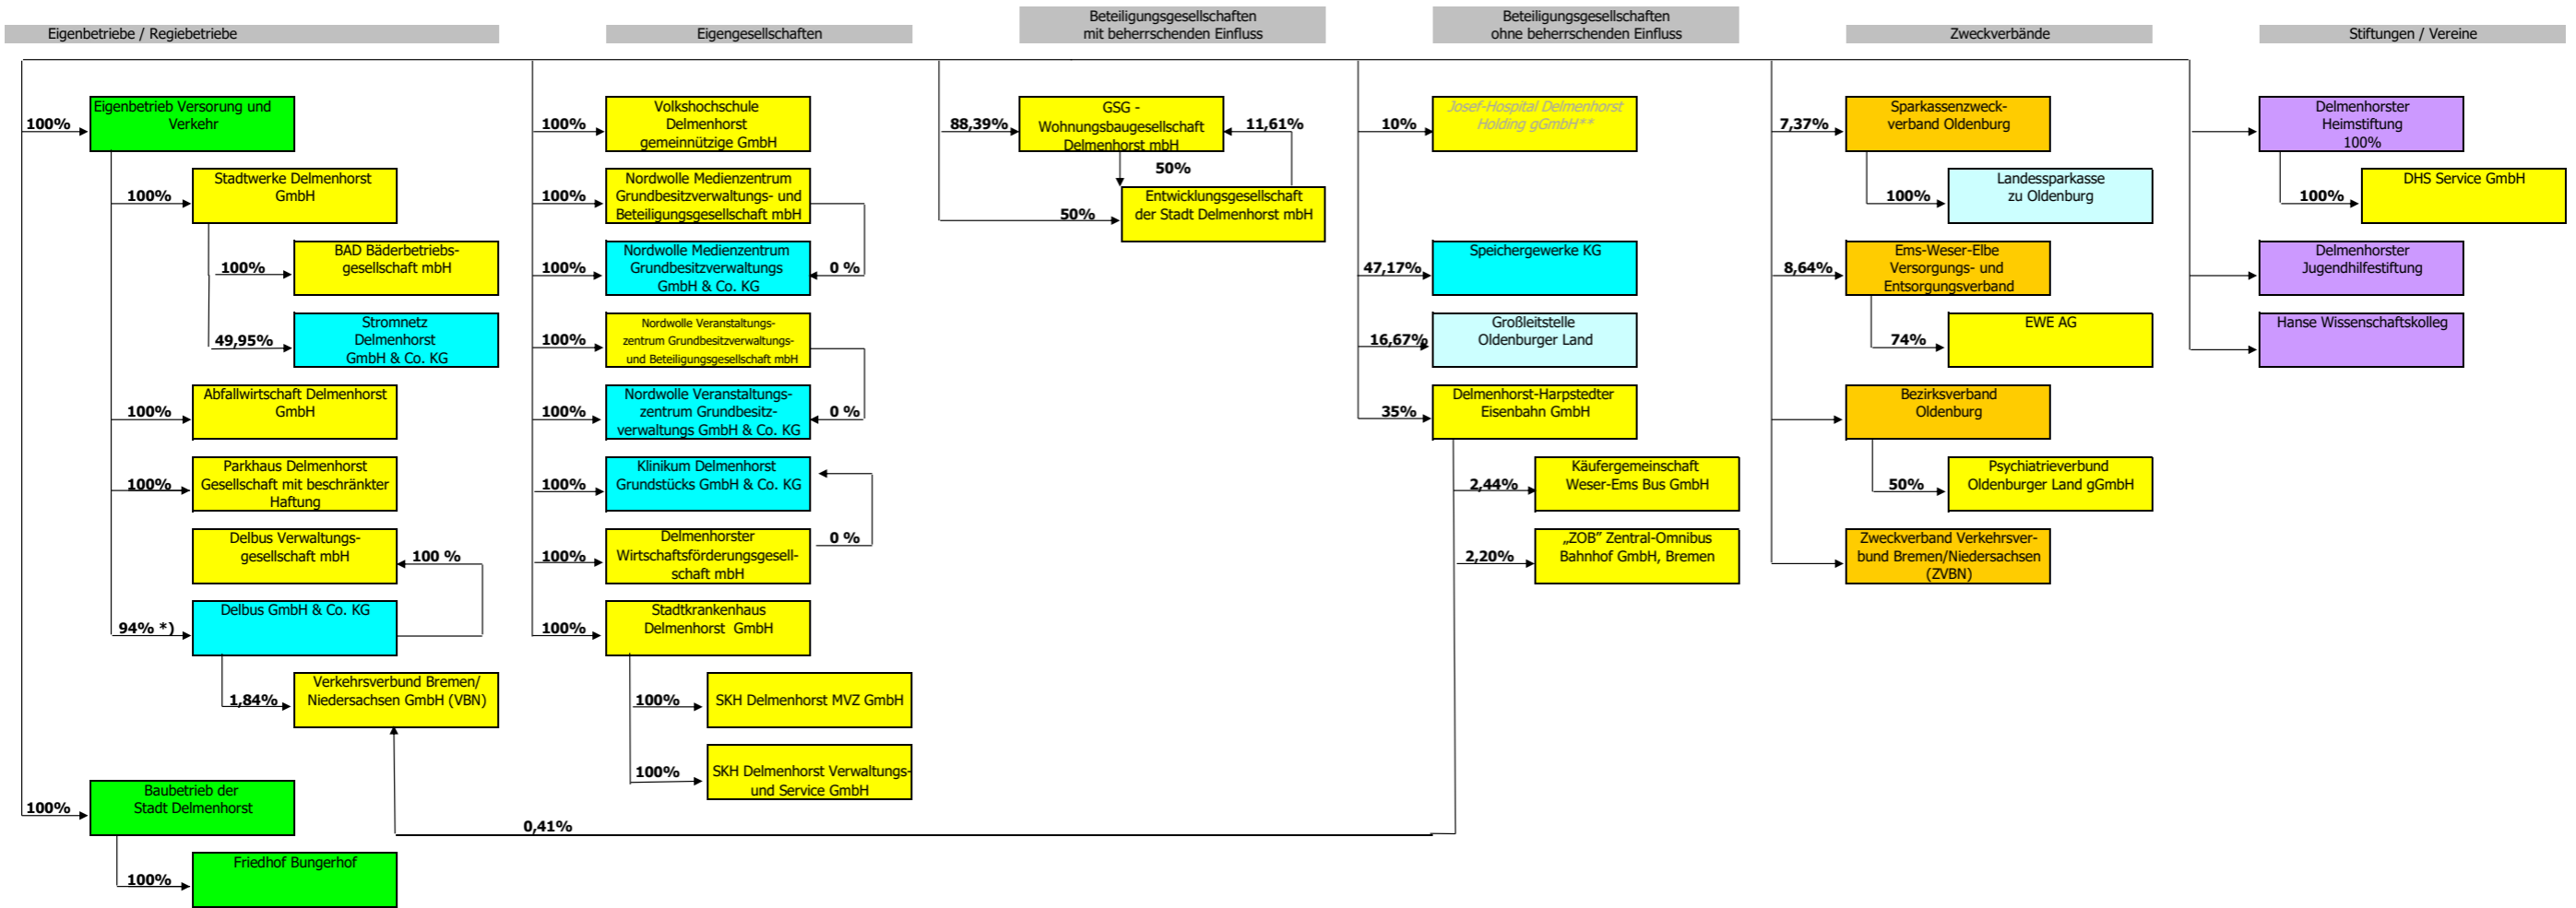 Eigenbetriebe / Regiebetriebe
Eigengesellschaften
Beteiligungsgesellschaften
mit beherrschenden Einfluss
Beteiligungsgesellschaften
ohne beherrschenden Einfluss
Zweckverbände
Stiftungen / Vereine
100%
Eigenbetrieb Versorung und
Verkehr
100%
Stadtwerke Delmenhorst
GmbH
100%
BAD Bäderbetriebs-
gesellschaft mbH
49,95%
Stromnetz
Delmenhorst
GmbH & Co. KG
100%
Abfallwirtschaft Delmenhorst
GmbH
100%
Parkhaus Delmenhorst
Gesellschaft mit beschränkter
Haftung
Delbus Verwaltungs-
gesellschaft mbH
100 %
94% *)
Delbus GmbH & Co. KG
1,84%
Verkehrsverbund Bremen/
Niedersachsen GmbH (VBN)
100%
Baubetrieb der
Stadt Delmenhorst
100%
Friedhof Bungerhof
100%
Volkshochschule
Delmenhorst
gemeinnützige GmbH
100%
Nordwolle Medienzentrum
Grundbesitzverwaltungs- und
Beteiligungsgesellschaft mbH
100%
Nordwolle Medienzentrum
Grundbesitzverwaltungs
GmbH & Co. KG
0 %
100%
Nordwolle Veranstaltungs-
zentrum Grundbesitzverwaltungs-
und Beteiligungsgesellschaft mbH
100%
Nordwolle Veranstaltungs-
zentrum Grundbesitz-
verwaltungs GmbH & Co. KG
0 %
100%
Klinikum Delmenhorst
Grundstücks GmbH & Co. KG
100%
Delmenhorster
Wirtschaftsförderungsgesell-
schaft mbH
0 %
100%
Stadtkrankenhaus
Delmenhorst GmbH
100%
SKH Delmenhorst MVZ GmbH
100%
SKH Delmenhorst Verwaltungs-
und Service GmbH
0,41%
88,39%
GSG -
Wohnungsbaugesellschaft
Delmenhorst mbH
11,61%
50%
50%
Entwicklungsgesellschaft
der Stadt Delmenhorst mbH
10%
Josef-Hospital Delmenhorst
Holding gGmbH**
47,17%
Speichergewerke KG
16,67%
Großleitstelle
Oldenburger Land
35%
Delmenhorst-Harpstedter
Eisenbahn GmbH
2,44%
Käufergemeinschaft
Weser-Ems Bus GmbH
2,20%
„ZOB" Zentral-Omnibus
Bahnhof GmbH, Bremen
7,37%
Sparkassenzweck-
verband Oldenburg
100%
Landessparkasse
zu Oldenburg
8,64%
Ems-Weser-Elbe
Versorgungs- und
Entsorgungsverband
74%
EWE AG
Bezirksverband
Oldenburg
50%
Psychiatrieverbund
Oldenburger Land gGmbH
Zweckverband Verkehrsver-
bund Bremen/Niedersachsen
(ZVBN)
Delmenhorster
Heimstiftung
100%
100%
DHS Service GmbH
Delmenhorster
Jugendhilfestiftung
Hanse Wissenschaftskolleg